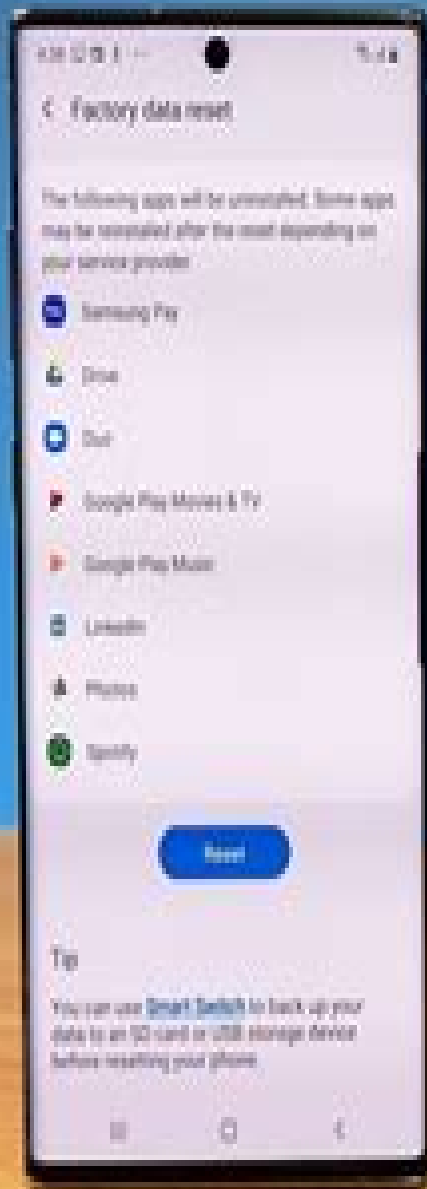 Factory data reset
The following apps will be uninstalled. Some apps
may be reinstalled after the reset depending on
your service provider.
Samsung Pay
Drive
Duo
Google Play Movies & TV
Google Play Music
LinkedIn
Photos
Spotify
Reset
Tip
You can use Smart Switch to back up your
data to an SD card or USB storage device
before resetting your phone.